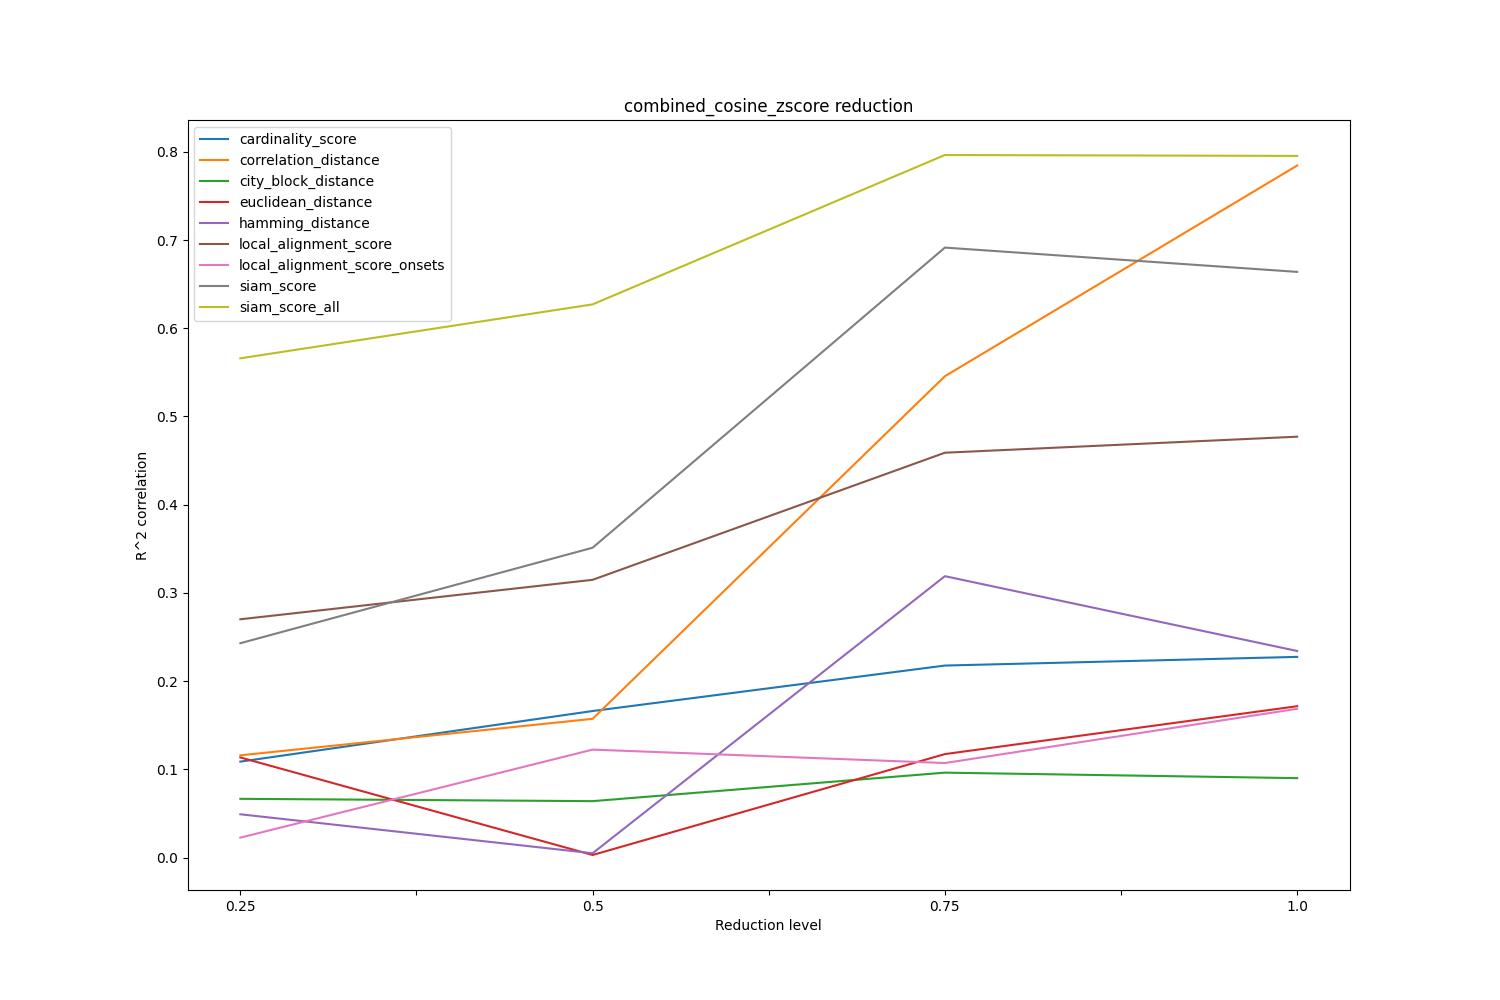 combined_cosine_zscore reduction
cardinality_score
correlation_distance
city_block_distance
euclidean_distance
hamming_distance
local_alignment_score
local_alignment_score_onsets
siam_score
siam_score_all
0.8
0.7
0.6
0.5
0.4
0.3
0.2
0.1
0.0
R^2 correlation
0.25 0.5 0.75 1.0
Reduction level